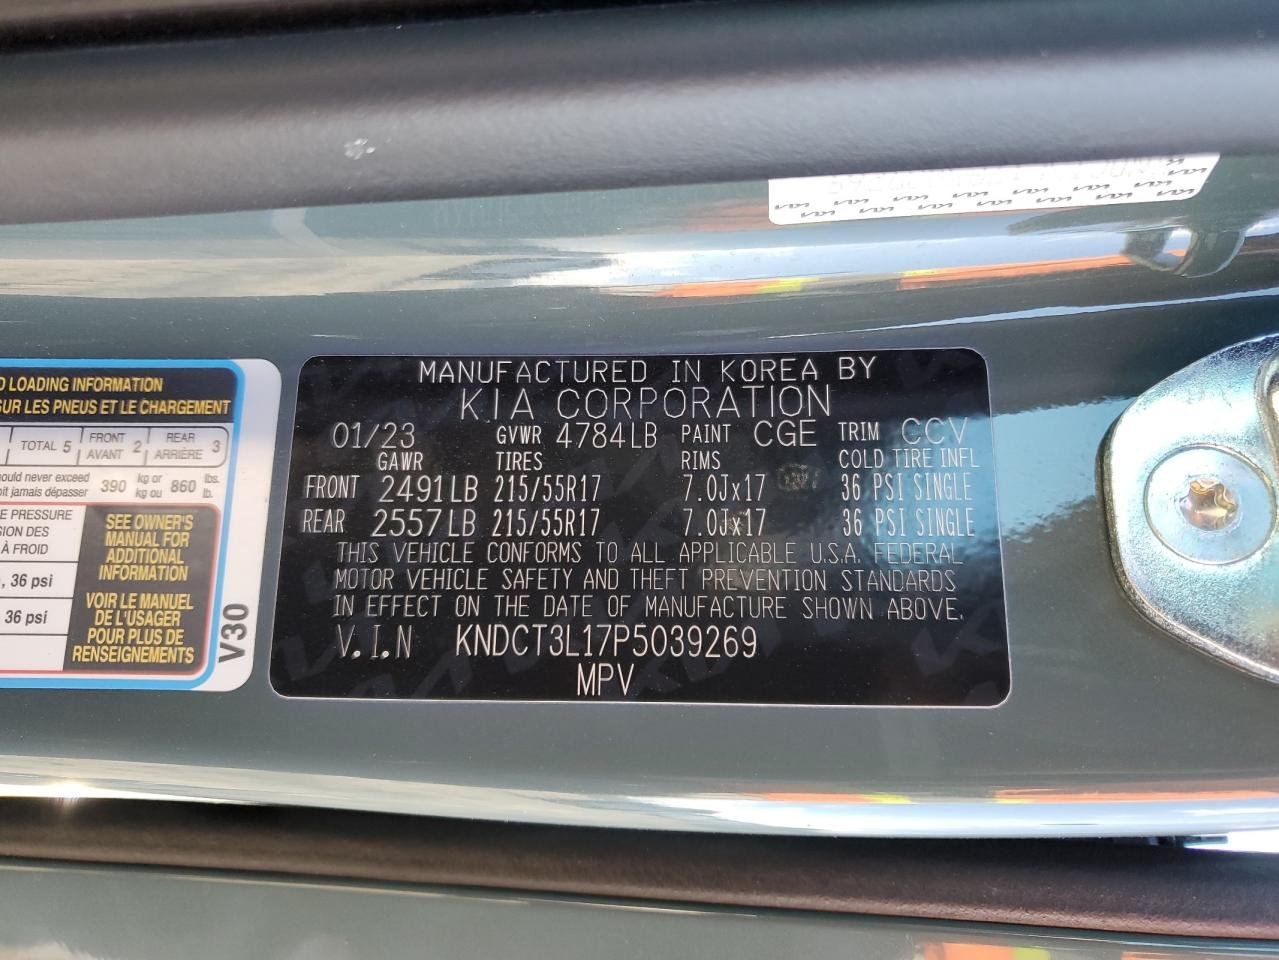 D LOADING INFORMATION
SUR LES PNEUS ET LE CHARGEMENT
TOTAL 5 FRONT AVANT 2 REAR ARRIÈRE 3
should never exceed
oit jamais dépasser 390 kg or kg ou 860 lbs. lb.
E PRESSURE
SION DES
À FROID
, 36 psi
36 psi
SEE OWNER'S
MANUAL FOR
ADDITIONAL
INFORMATION
VOIR LE MANUEL
DE L'USAGER
POUR PLUS DE
RENSEIGNEMENTS
V30
MANUFACTURED IN KOREA BY
KIA CORPORATION
01/23 GVWR 4784LB PAINT CGE TRIM CCV
GAWR TIRES RIMS COLD TIRE INFL
FRONT 2491LB 215/55R17 7.0Jx17 36 PSI SINGLE
REAR 2557LB 215/55R17 7.0Jx17 36 PSI SINGLE
THIS VEHICLE CONFORMS TO ALL APPLICABLE U.S.A. FEDERAL
MOTOR VEHICLE SAFETY AND THEFT PREVENTION STANDARDS
IN EFFECT ON THE DATE OF MANUFACTURE SHOWN ABOVE.
V.I.N KNDCT3L17P5039269
MPV